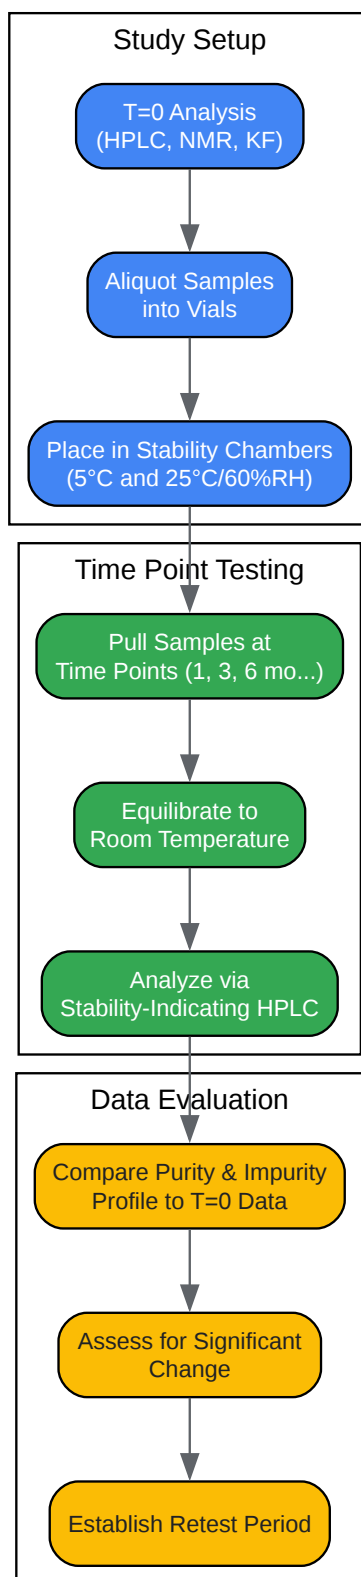 Study Setup
T=0 Analysis
(HPLC, NMR, KF)
Aliquot Samples
into Vials
Place in Stability Chambers
(5°C and 25°C/60%RH)
Time Point Testing
Pull Samples at
Time Points (1, 3, 6 mo...)
Equilibrate to
Room Temperature
Analyze via
Stability-Indicating HPLC
Data Evaluation
Compare Purity & Impurity
Profile to T=0 Data
Assess for Significant
Change
Establish Retest Period